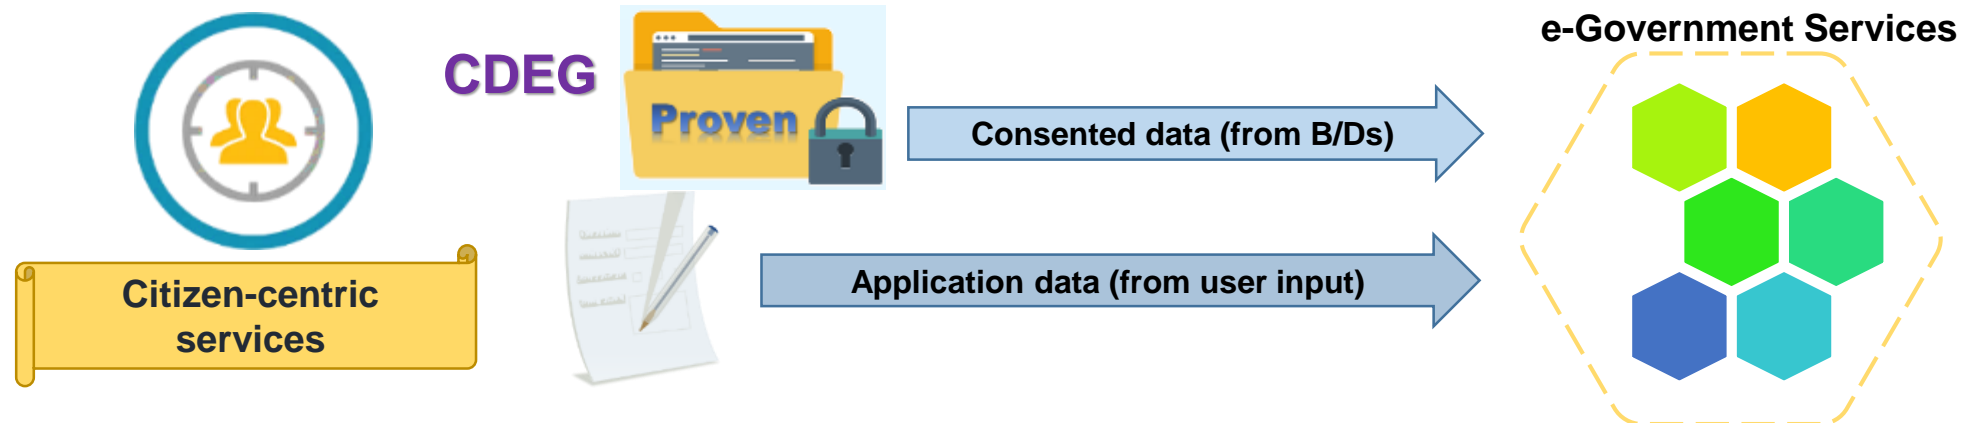 e-Government Services
CDEG
Proven
Consented data (from B/Ds)
Application data (from user input)
Citizen-centric
services